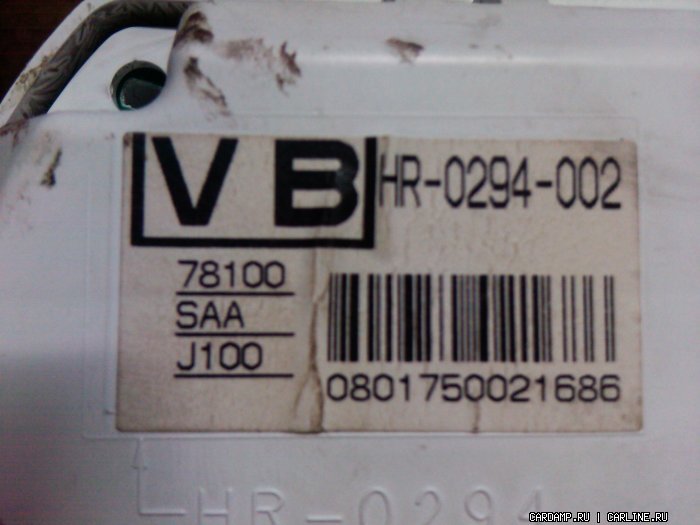 VB HR-0294-002
78100
SAA
J100
0801750021686
HR-0294
CARDAMP.RU | CARLINE.RU